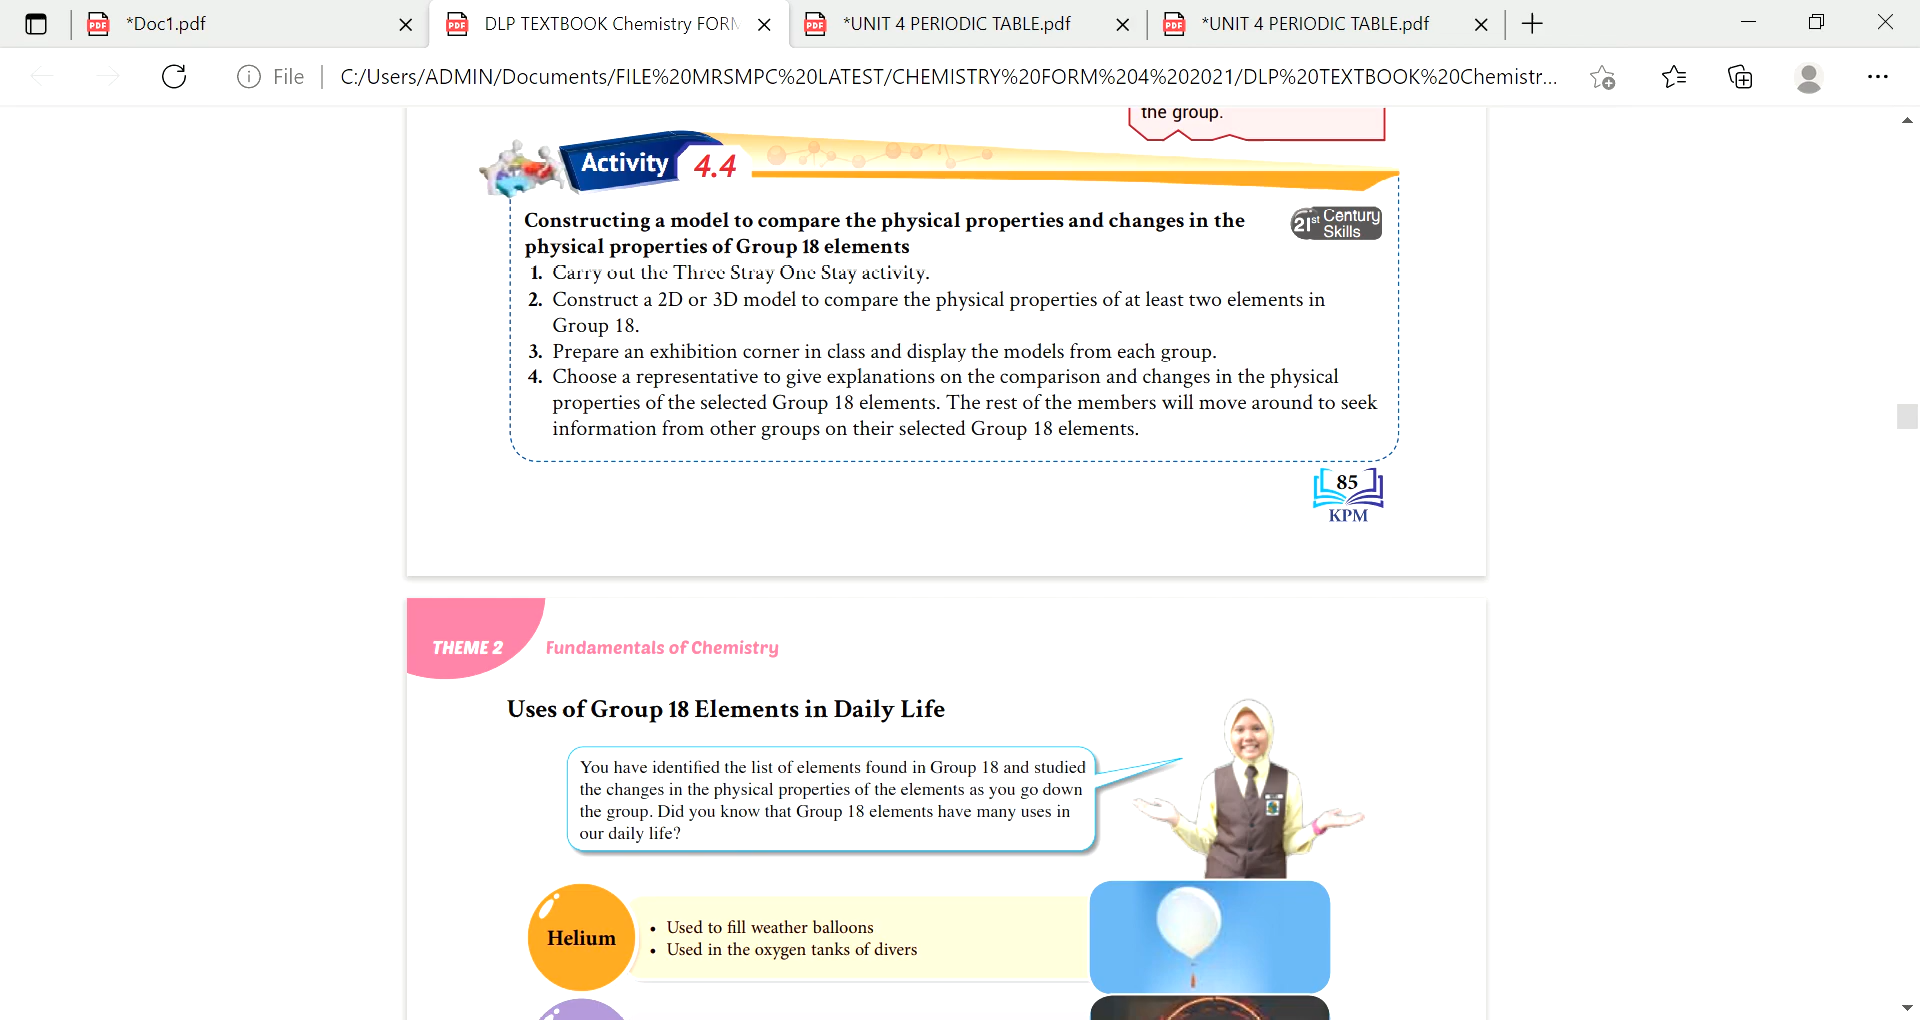 *Doc1.pdf
DLP TEXTBOOK Chemistry FORM
*UNIT 4 PERIODIC TABLE.pdf
*UNIT 4 PERIODIC TABLE.pdf
File
C:/Users/ADMIN/Documents/FILE%20MRSMPC%20LATEST/CHEMISTRY%20FORM%204%202021/DLP%20TEXTBOOK%20Chemistr...
the group.
Activity 4.4
Constructing a model to compare the physical properties and changes in the
physical properties of Group 18 elements
21st Century
Skills
1. Carry out the Three Stray One Stay activity.
2. Construct a 2D or 3D model to compare the physical properties of at least two elements in
Group 18.
3. Prepare an exhibition corner in class and display the models from each group.
4. Choose a representative to give explanations on the comparison and changes in the physical
properties of the selected Group 18 elements. The rest of the members will move around to seek
information from other groups on their selected Group 18 elements.
85
KPM
THEME 2
Fundamentals of Chemistry
Uses of Group 18 Elements in Daily Life
You have identified the list of elements found in Group 18 and studied
the changes in the physical properties of the elements as you go down
the group. Did you know that Group 18 elements have many uses in
our daily life?
Helium
• Used to fill weather balloons
• Used in the oxygen tanks of divers